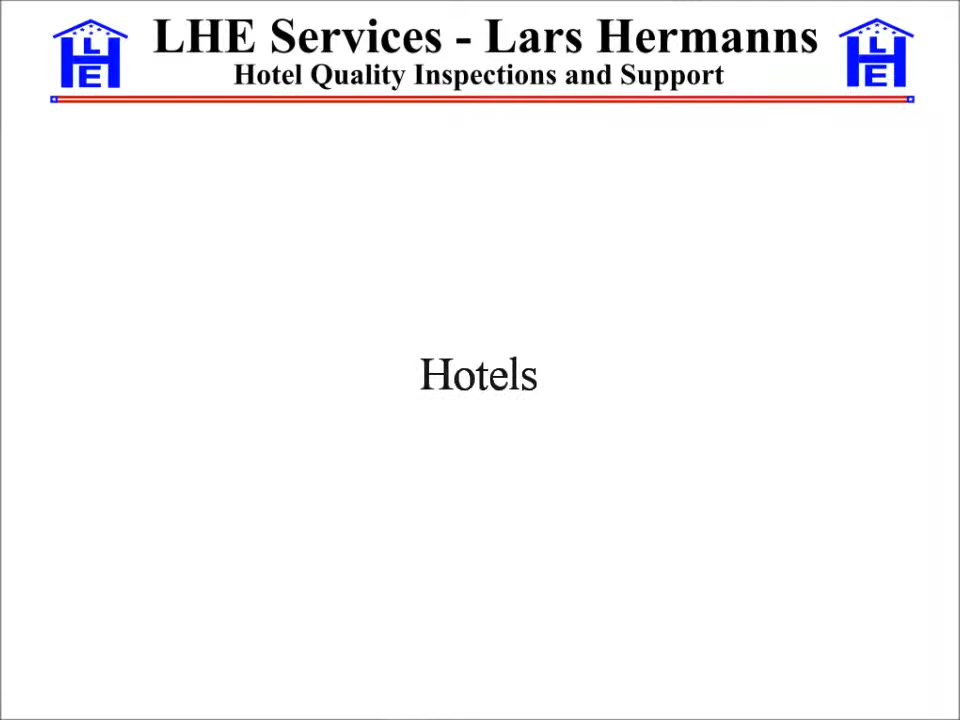 LHE Services - Lars Hermanns
Hotel Quality Inspections and Support
L
H
E
L
H
E
Hotels